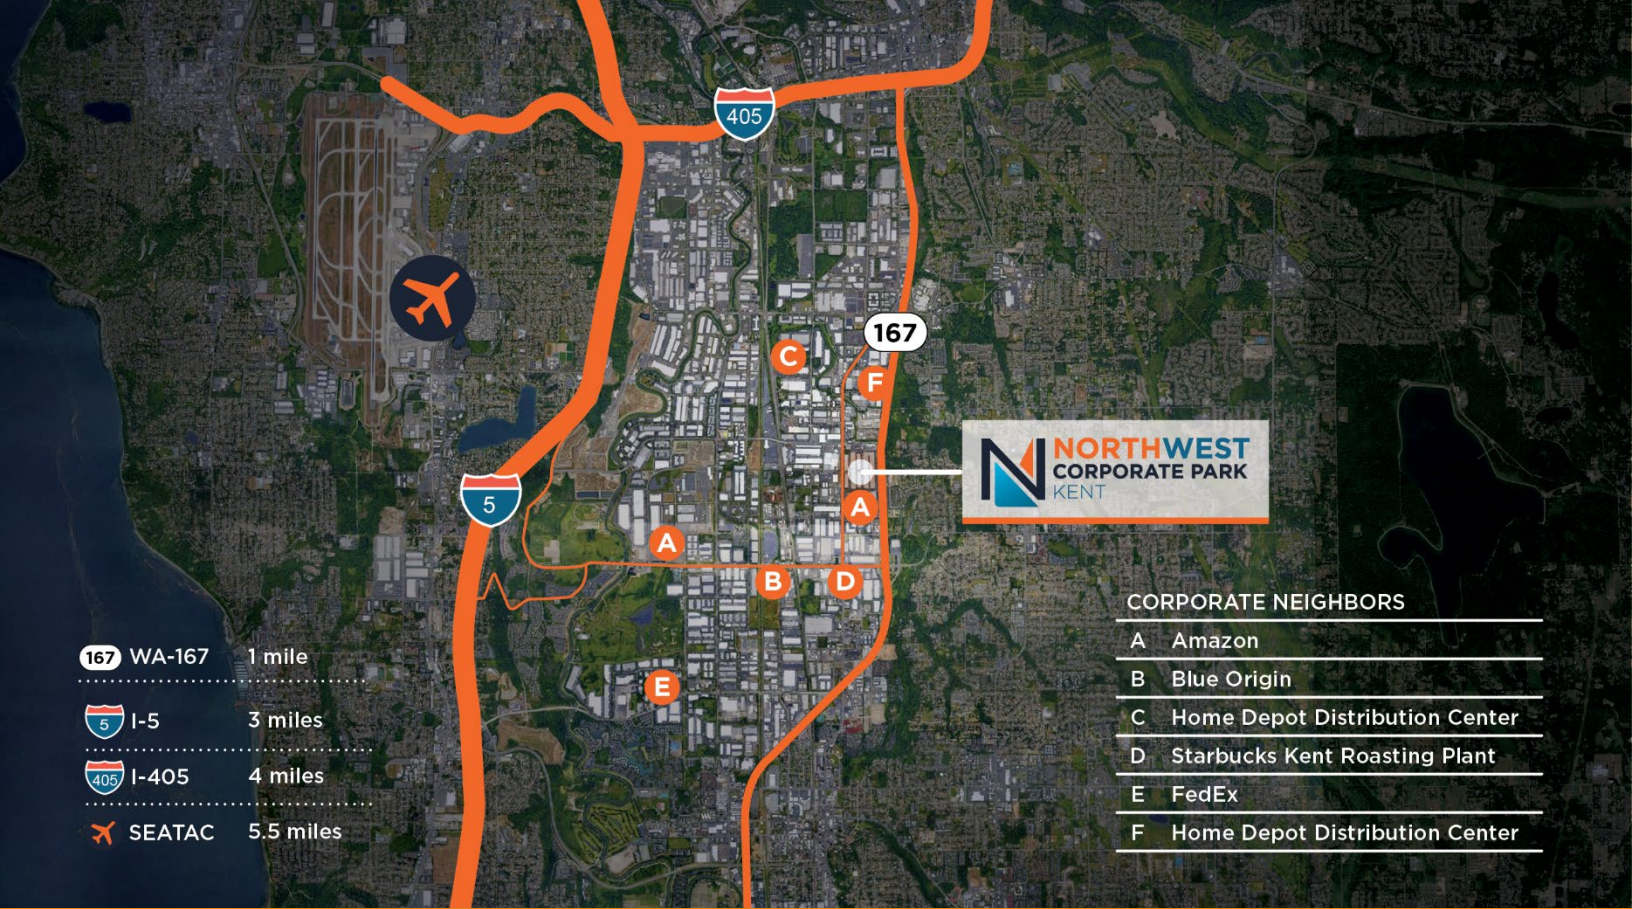 405
167
C
F
NORTHWEST
CORPORATE PARK
KENT
5
A
A
B
D
E
167 WA-167 1 mile
5 I-5 3 miles
405 I-405 4 miles
SEATAC 5.5 miles
CORPORATE NEIGHBORS
A Amazon
B Blue Origin
C Home Depot Distribution Center
D Starbucks Kent Roasting Plant
E FedEx
F Home Depot Distribution Center